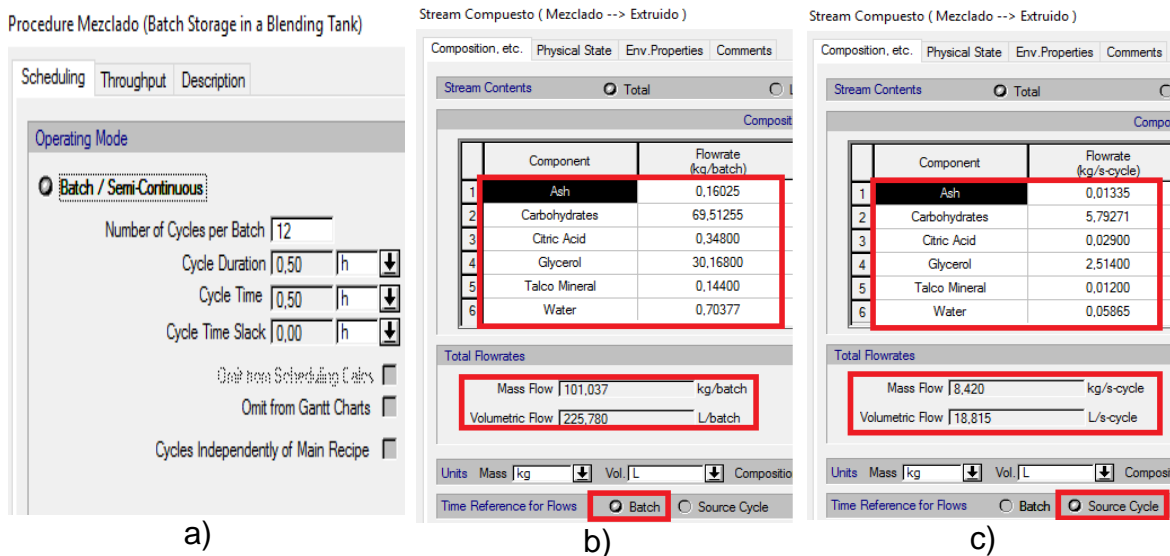 Procedure Mezclado (Batch Storage in a Blending Tank)
Scheduling Throughput Description
Operating Mode
Batch / Semi-Continuous
Number of Cycles per Batch 12
Cycle Duration 0,50 h
Cycle Time 0,50 h
Cycle Time Slack 0,00 h
Omit from Scheduling Calcs
Omit from Gantt Charts
Cycles Independently of Main Recipe
a)
Stream Compuesto ( Mezclado --> Extruido )
Composition, etc. Physical State Env.Properties Comments
Stream Contents Total
Composit
Component Flowrate
(kg/batch)
1 Ash 0,16025
2 Carbohydrates 69,51255
3 Citric Acid 0,34800
4 Glycerol 30,16800
5 Talco Mineral 0,14400
6 Water 0,70377
Total Flowrates
Mass Flow 101,037 kg/batch
Volumetric Flow 225,780 L/batch
Units Mass kg Vol. L Compositio
Time Reference for Flows Batch Source Cycle
b)
Stream Compuesto ( Mezclado --> Extruido )
Composition, etc. Physical State Env.Properties Comments
Stream Contents Total
Compo
Component Flowrate
(kg/s-cycle)
1 Ash 0,01335
2 Carbohydrates 5,79271
3 Citric Acid 0,02900
4 Glycerol 2,51400
5 Talco Mineral 0,01200
6 Water 0,05865
Total Flowrates
Mass Flow 8,420 kg/s-cycle
Volumetric Flow 18,815 L/s-cycle
Units Mass kg Vol. L Composi
Time Reference for Flows Batch Source Cycle
c)